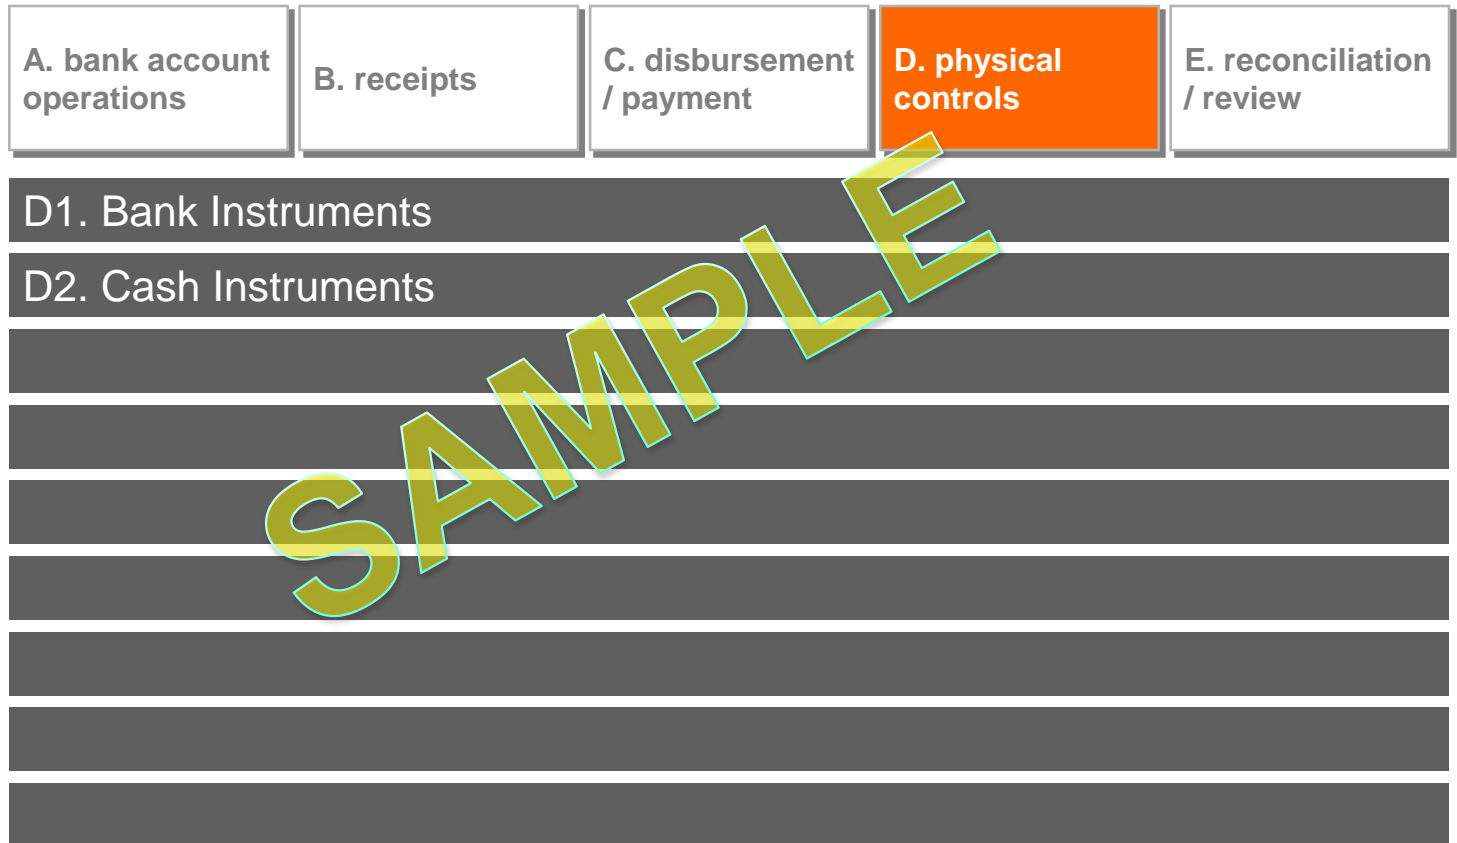 A. bank account
operations
B. receipts
C. disbursement
/ payment
D. physical
controls
E. reconciliation
/ review
D1. Bank Instruments
D2. Cash Instruments
SAMPLE